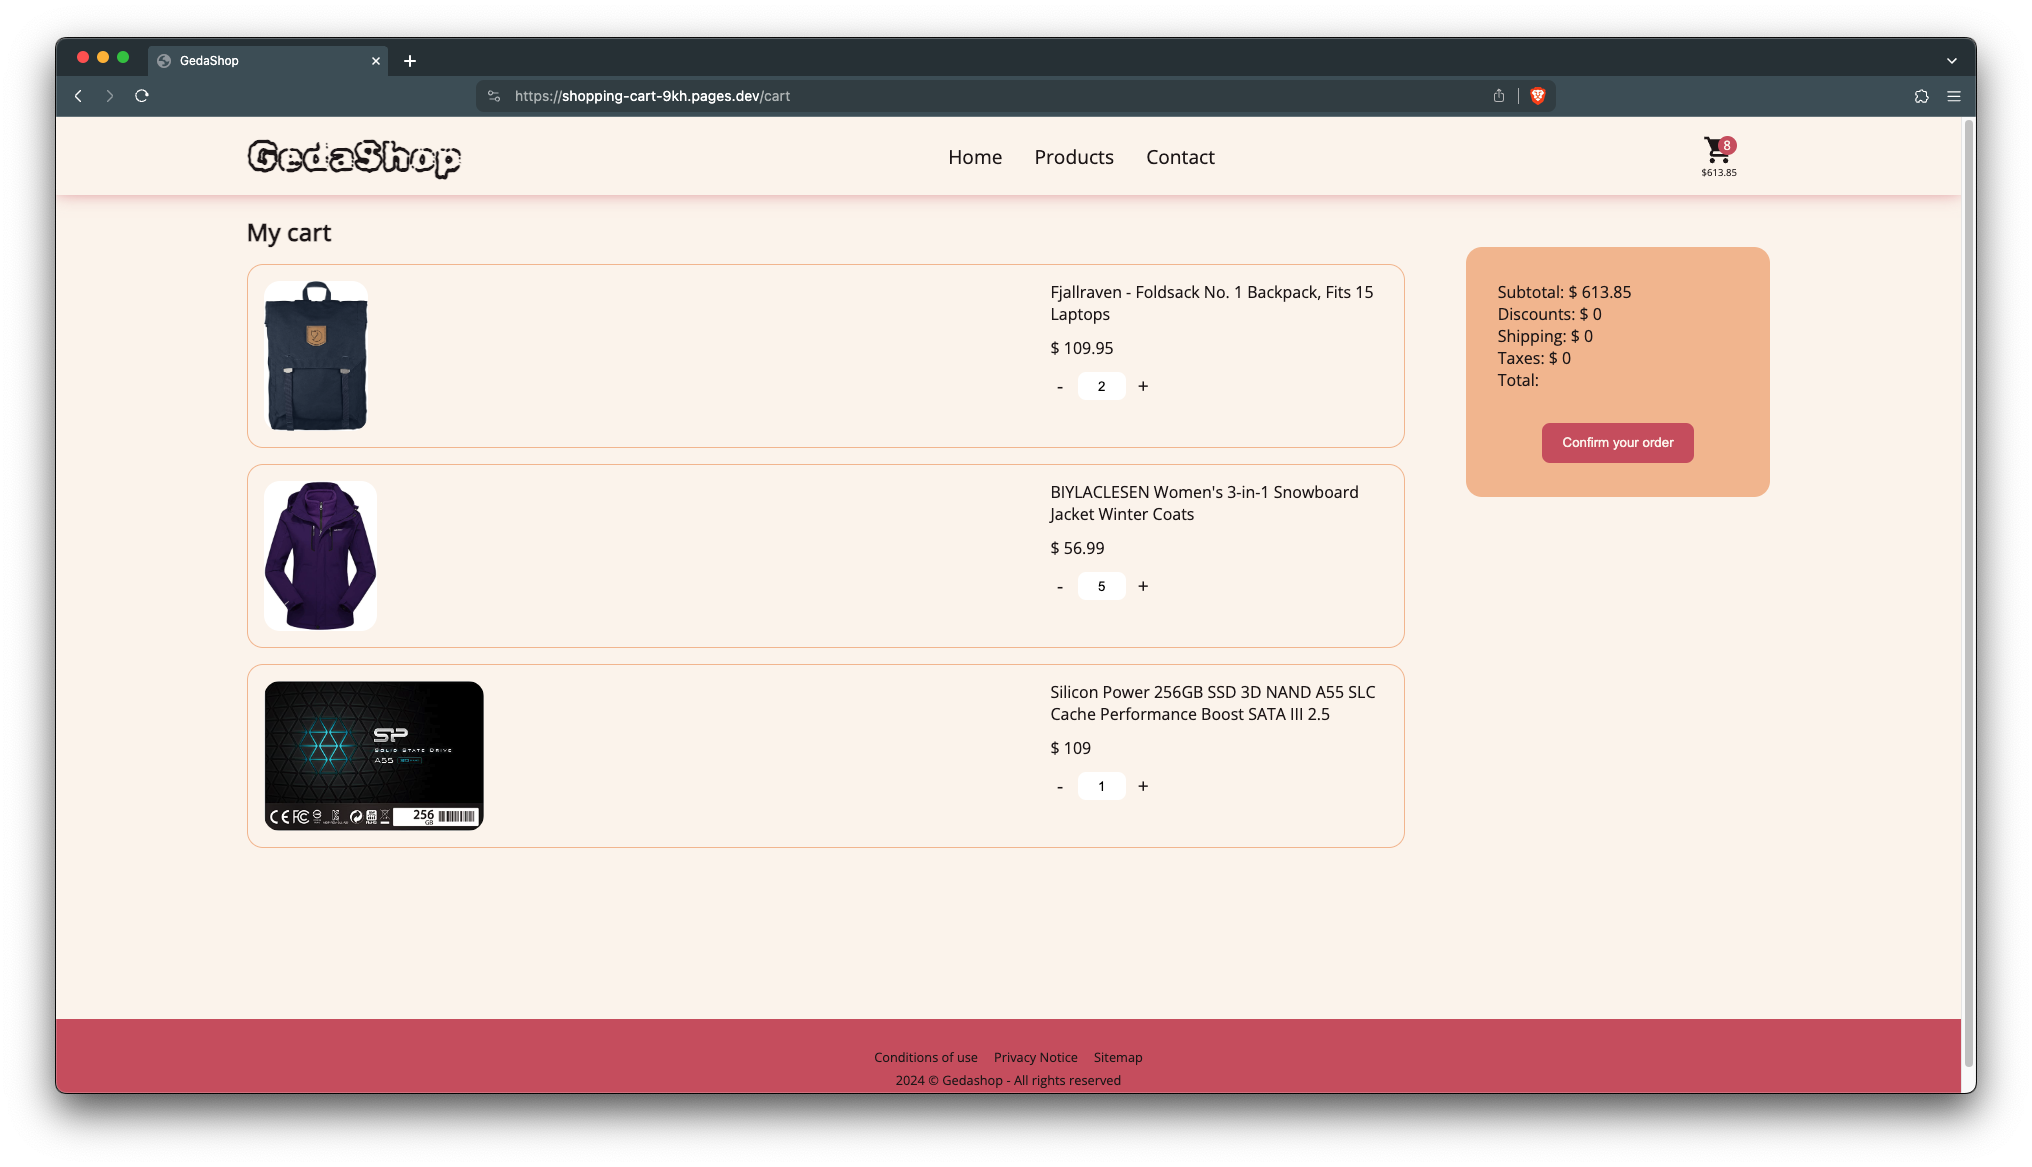 GedaShop
https://shopping-cart-9kh.pages.dev/cart
GedaShop
Home Products Contact
8
$613.85
My cart
Fjallraven - Foldsack No. 1 Backpack, Fits 15
Laptops
$ 109.95
- 2 +
BIYLACLESEN Women's 3-in-1 Snowboard
Jacket Winter Coats
$ 56.99
- 5 +
SP
Solid State Drive
A55
256
GB
Silicon Power 256GB SSD 3D NAND A55 SLC
Cache Performance Boost SATA III 2.5
$ 109
- 1 +
Subtotal: $ 613.85
Discounts: $ 0
Shipping: $ 0
Taxes: $ 0
Total:
Confirm your order
Conditions of use Privacy Notice Sitemap
2024 © Gedashop - All rights reserved